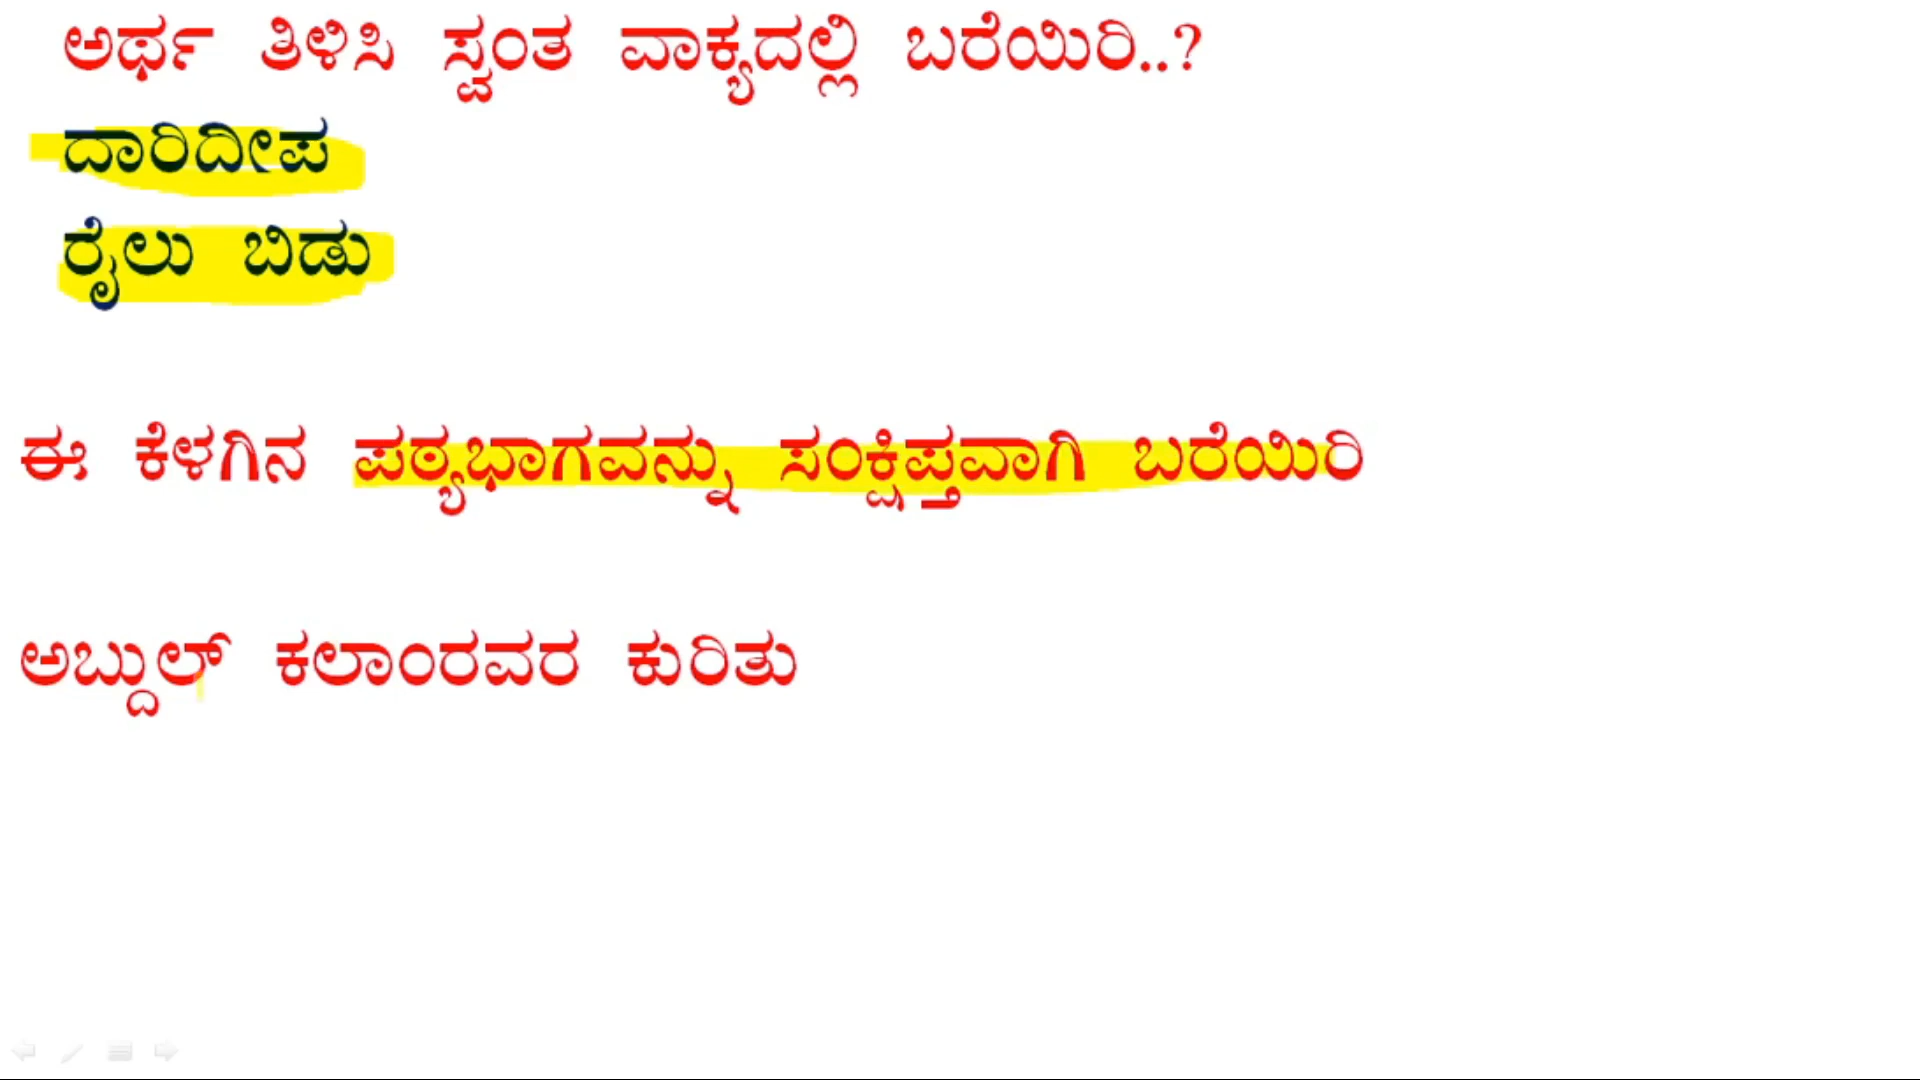 ಅರ್ಥ ತಿಳಿಸಿ ಸ್ವಂತ ವಾಕ್ಯದಲ್ಲಿ ಬರೆಯಿರಿ..?
ದಾರಿದೀಪ
ರೈಲು ಬಿಡು
ಈ ಕೆಳಗಿನ ಪಠ್ಯಭಾಗವನ್ನು ಸಂಕ್ಷಿಪ್ತವಾಗಿ ಬರೆಯಿರಿ
ಅಬ್ದುಲ್ ಕಲಾಂರವರ ಕುರಿತು